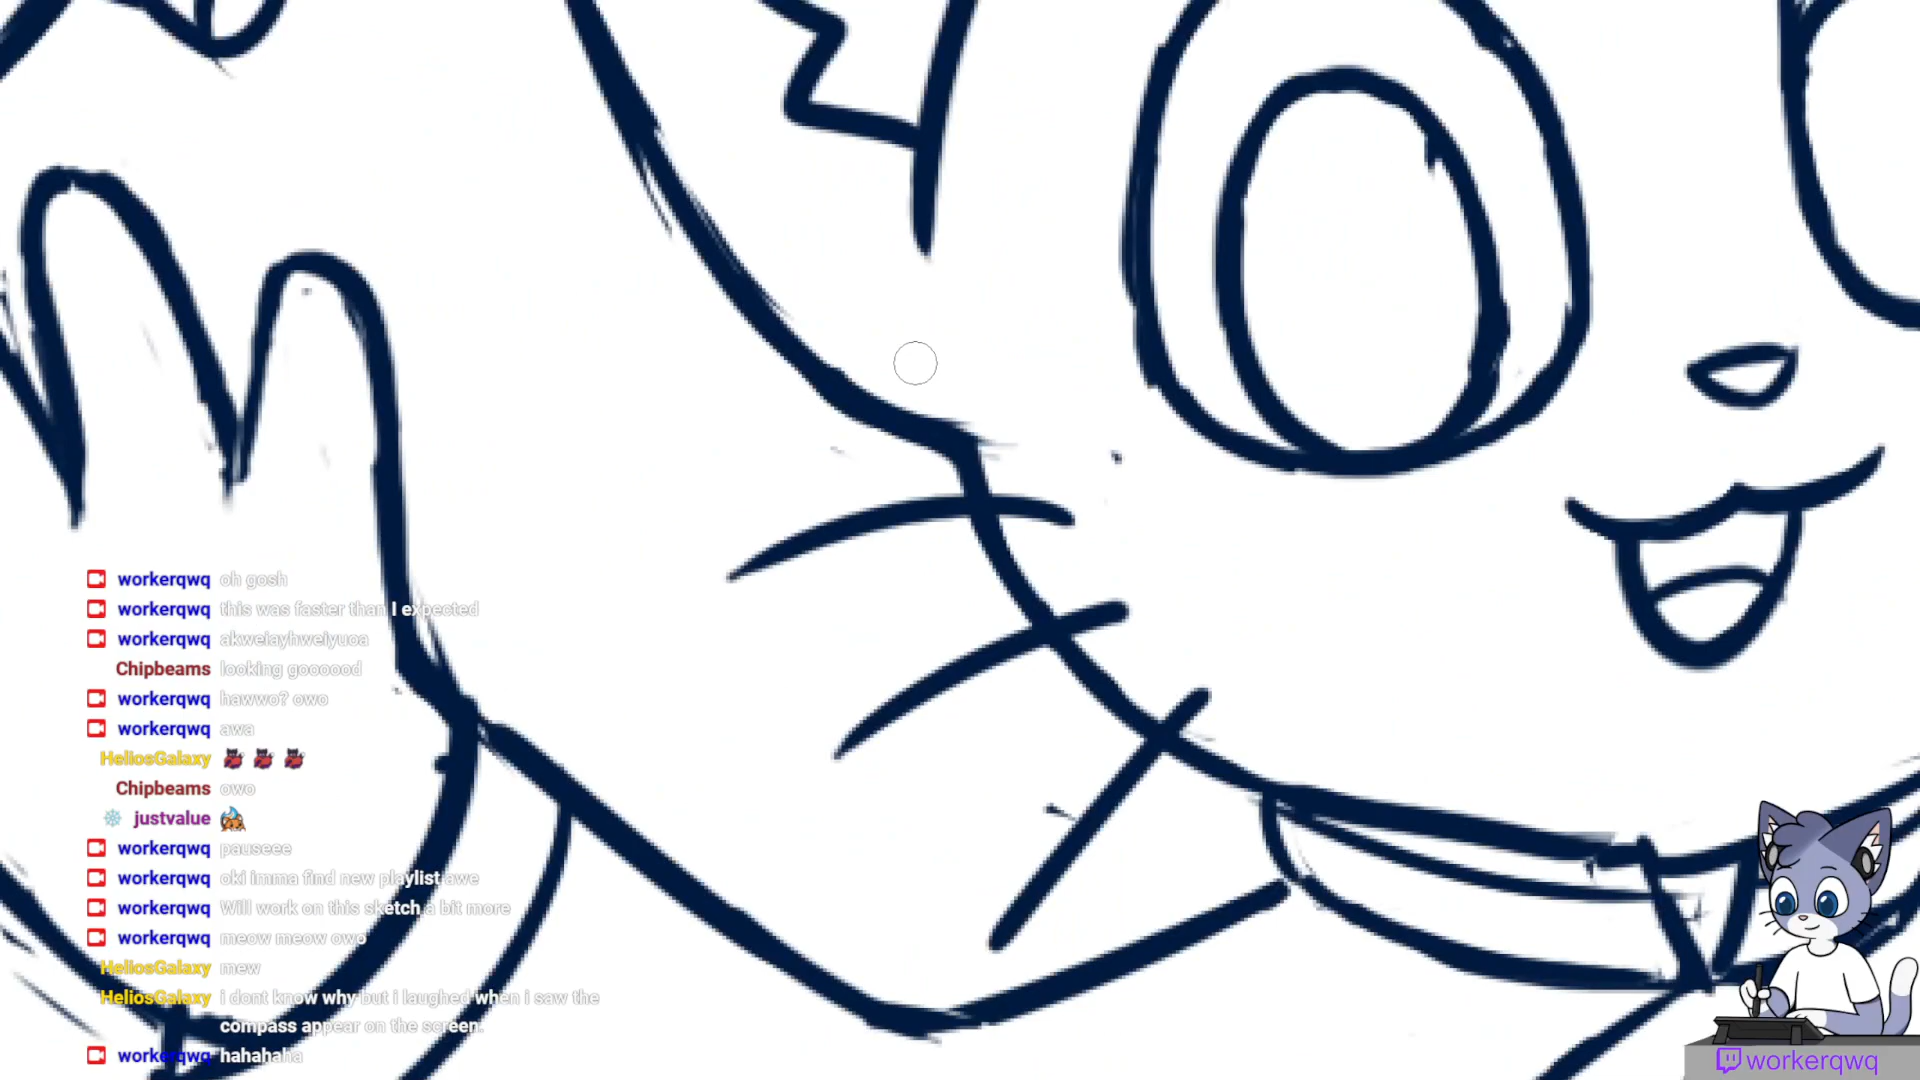 workerqwq oh gosh
workerqwq this was faster than I expected
workerqwq akweiayhweiyuoa
Chipbeams looking goooood
workerqwq hawwo? owo
workerqwq awa
HeliosGalaxy
Chipbeams owo
justvalue
workerqwq pauseee
workerqwq oki imma find new playlist awe
workerqwq Will work on this sketch a bit more
workerqwq meow meow owo
HeliosGalaxy mew
HeliosGalaxy i dont know why but i laughed when i saw the
compass appear on the screen.
workerqwq hahahaha
workerqwq